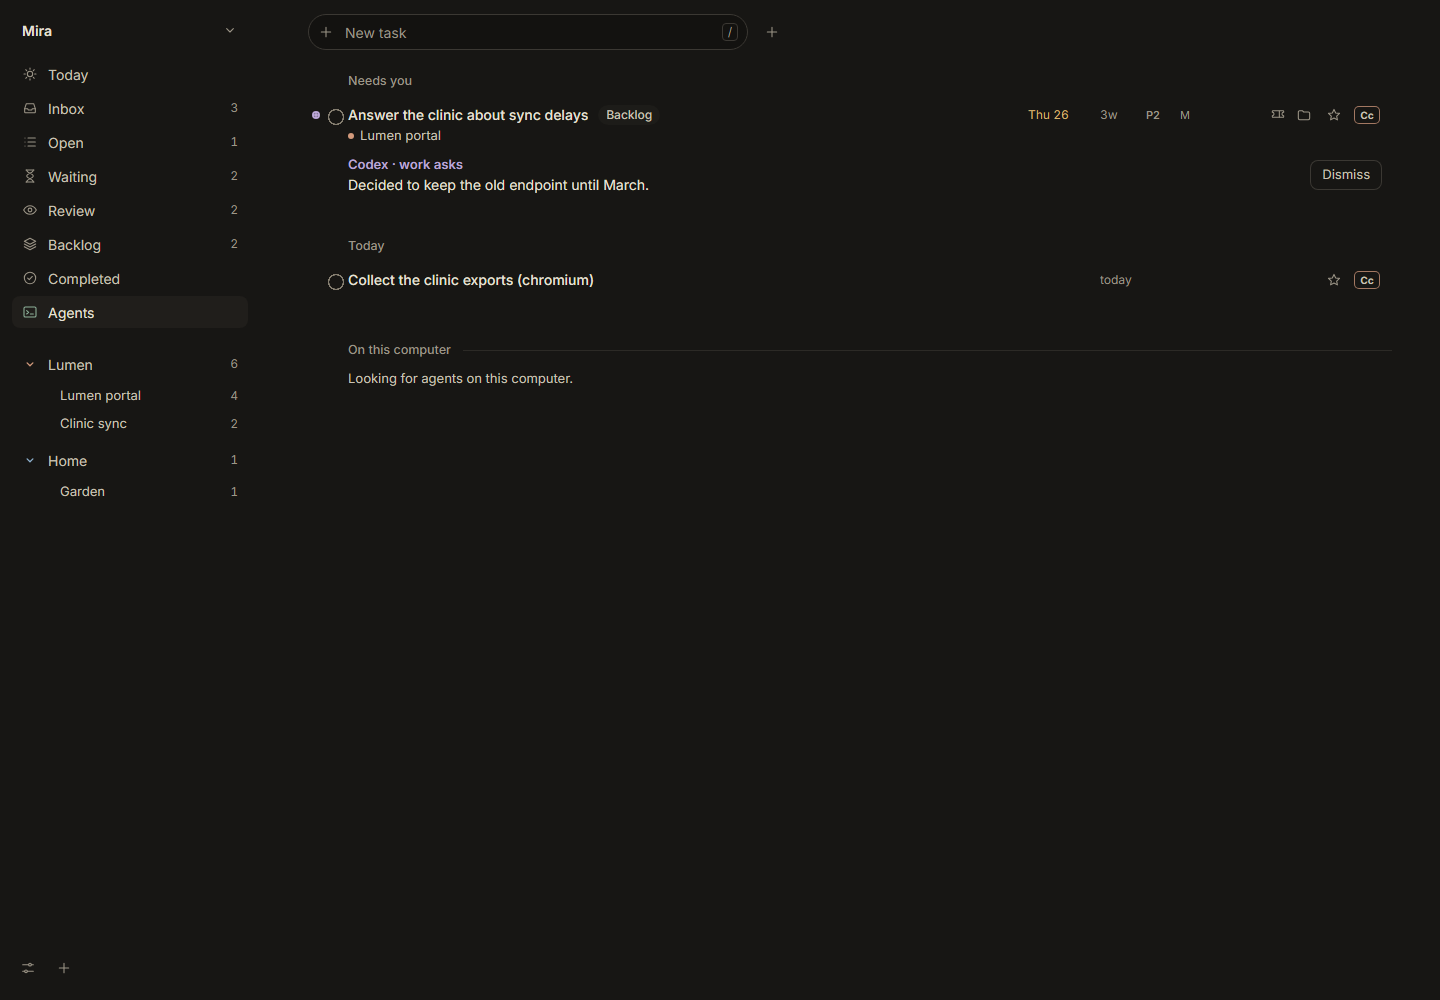 Mira
Today
Inbox 3
Open 1
Waiting 2
Review 2
Backlog 2
Completed
Agents
Lumen 6
Lumen portal 4
Clinic sync 2
Home 1
Garden 1
New task /
Needs you
Answer the clinic about sync delays Backlog Thu 26 3w P2 M Cc
Lumen portal
Codex · work asks
Decided to keep the old endpoint until March. Dismiss
Today
Collect the clinic exports (chromium) today Cc
On this computer
Looking for agents on this computer.